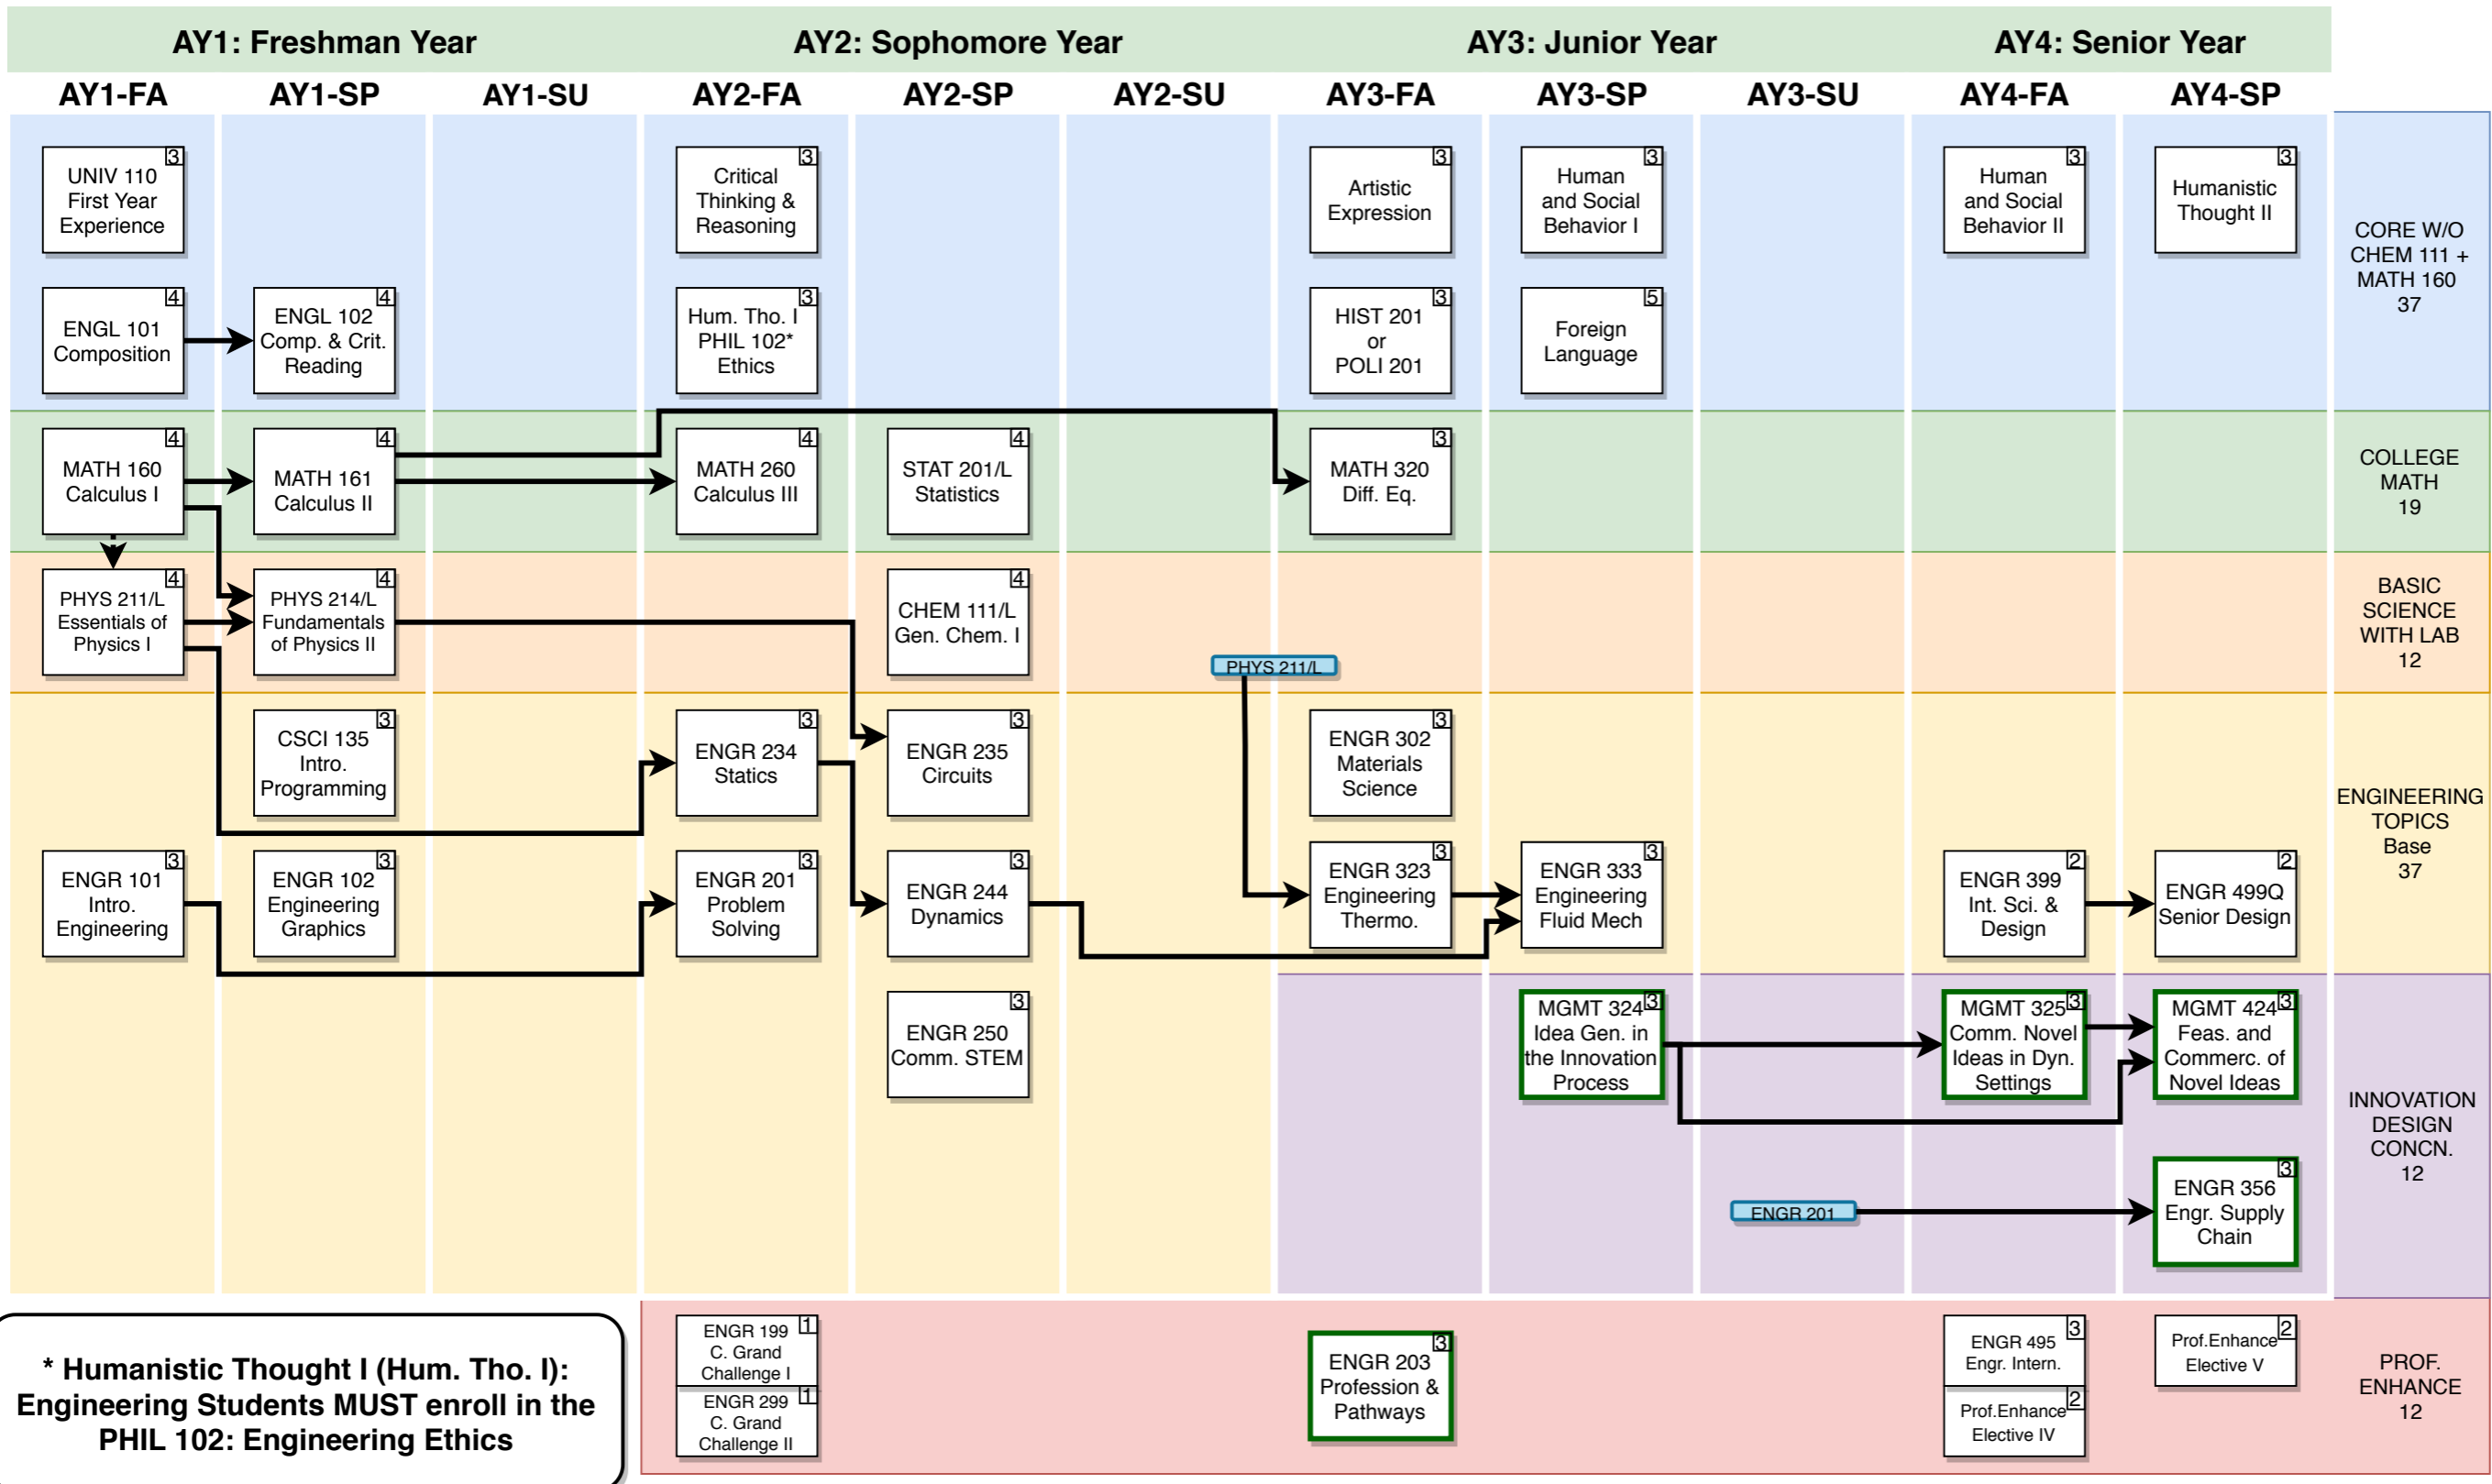 AY1: Freshman Year
AY2: Sophomore Year
AY3: Junior Year
AY4: Senior Year
AY1-FA
AY1-SP
AY1-SU
AY2-FA
AY2-SP
AY2-SU
AY3-FA
AY3-SP
AY3-SU
AY4-FA
AY4-SP
3
UNIV 110
First Year
Experience
3
Critical
Thinking &
Reasoning
3
Artistic
Expression
3
Human
and Social
Behavior I
3
Human
and Social
Behavior II
3
Humanistic
Thought II
CORE W/O
CHEM 111 +
MATH 160
37
4
ENGL 101
Composition
4
ENGL 102
Comp. & Crit.
Reading
3
Hum. Tho. I
PHIL 102*
Ethics
3
HIST 201
or
POLI 201
5
Foreign
Language
4
MATH 160
Calculus I
4
MATH 161
Calculus II
4
MATH 260
Calculus III
4
STAT 201/L
Statistics
3
MATH 320
Diff. Eq.
COLLEGE
MATH
19
4
PHYS 211/L
Essentials of
Physics I
4
PHYS 214/L
Fundamentals
of Physics II
4
CHEM 111/L
Gen. Chem. I
PHYS 211/L
BASIC
SCIENCE
WITH LAB
12
3
CSCI 135
Intro.
Programming
3
ENGR 234
Statics
3
ENGR 235
Circuits
3
ENGR 302
Materials
Science
ENGINEERING
TOPICS
Base
37
3
ENGR 101
Intro.
Engineering
3
ENGR 102
Engineering
Graphics
3
ENGR 201
Problem
Solving
3
ENGR 244
Dynamics
3
ENGR 323
Engineering
Thermo.
3
ENGR 333
Engineering
Fluid Mech
2
ENGR 399
Int. Sci. &
Design
2
ENGR 499Q
Senior Design
3
ENGR 250
Comm. STEM
3
MGMT 324
Idea Gen. in
the Innovation
Process
3
MGMT 325
Comm. Novel
Ideas in Dyn.
Settings
3
MGMT 424
Feas. and
Commerc. of
Novel Ideas
INNOVATION
DESIGN
CONCN.
12
ENGR 201
3
ENGR 356
Engr. Supply
Chain
* Humanistic Thought I (Hum. Tho. I):
Engineering Students MUST enroll in the
PHIL 102: Engineering Ethics
1
ENGR 199
C. Grand
Challenge I
1
ENGR 299
C. Grand
Challenge II
3
ENGR 203
Profession &
Pathways
3
ENGR 495
Engr. Intern.
2
Prof.Enhance
Elective IV
2
Prof.Enhance
Elective V
PROF.
ENHANCE
12